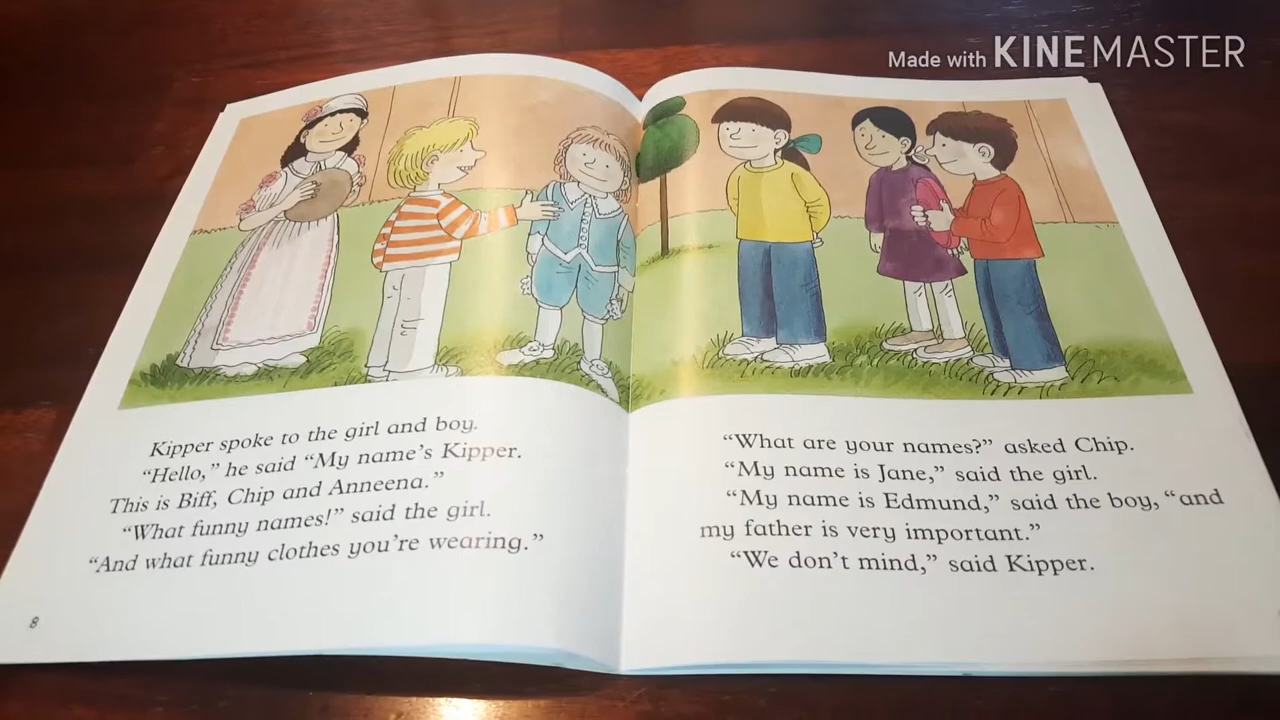 Made with KINEMASTER
Kipper spoke to the girl and boy.
“Hello,” he said “My name’s Kipper.
This is Biff, Chip and Anneena.”
“What funny names!” said the girl.
“And what funny clothes you’re wearing.”
8
“What are your names?” asked Chip.
“My name is Jane,” said the girl.
“My name is Edmund,” said the boy, “and
my father is very important.”
“We don’t mind,” said Kipper.